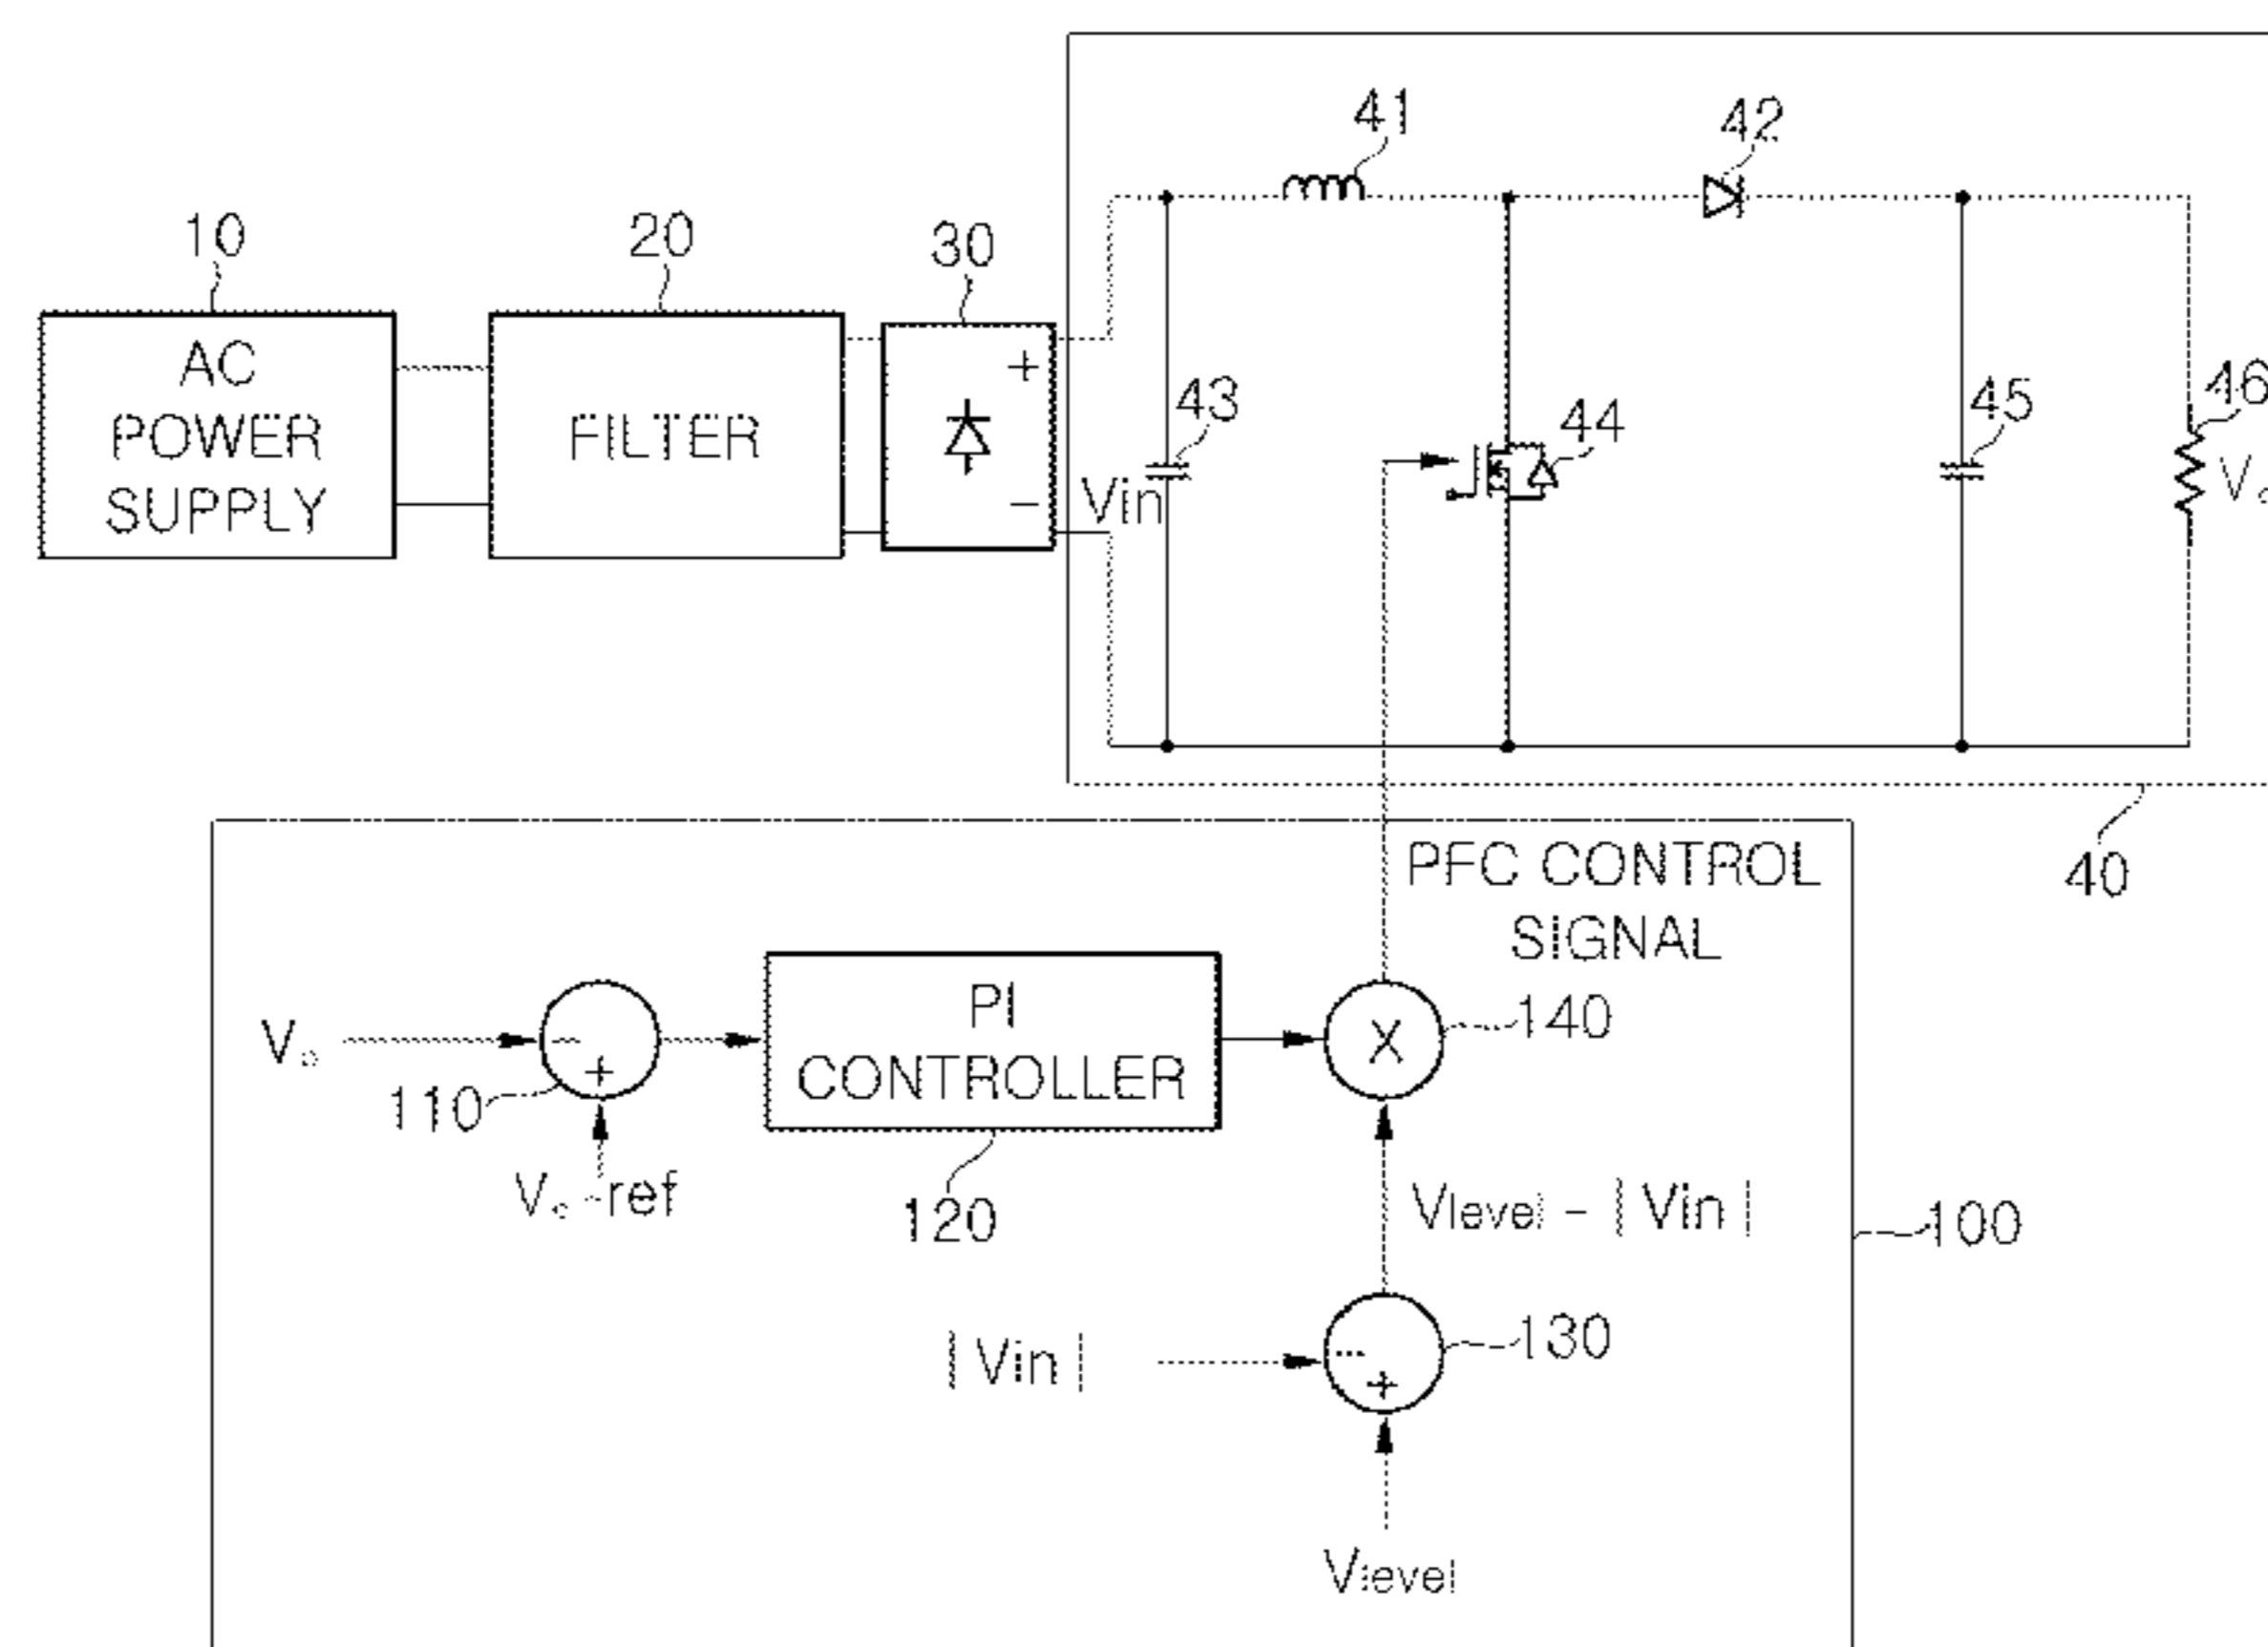 41
42
10
20
30
AC
POWER
SUPPLY
FILTER
+
−
Vin
43
44
45
46
40
PFC CONTROL
SIGNAL
Vo
−
+
110
Vo-ref
PI
CONTROLLER
120
X
140
Vlevel - |Vin|
100
|Vin|
−
+
130
Vlevel